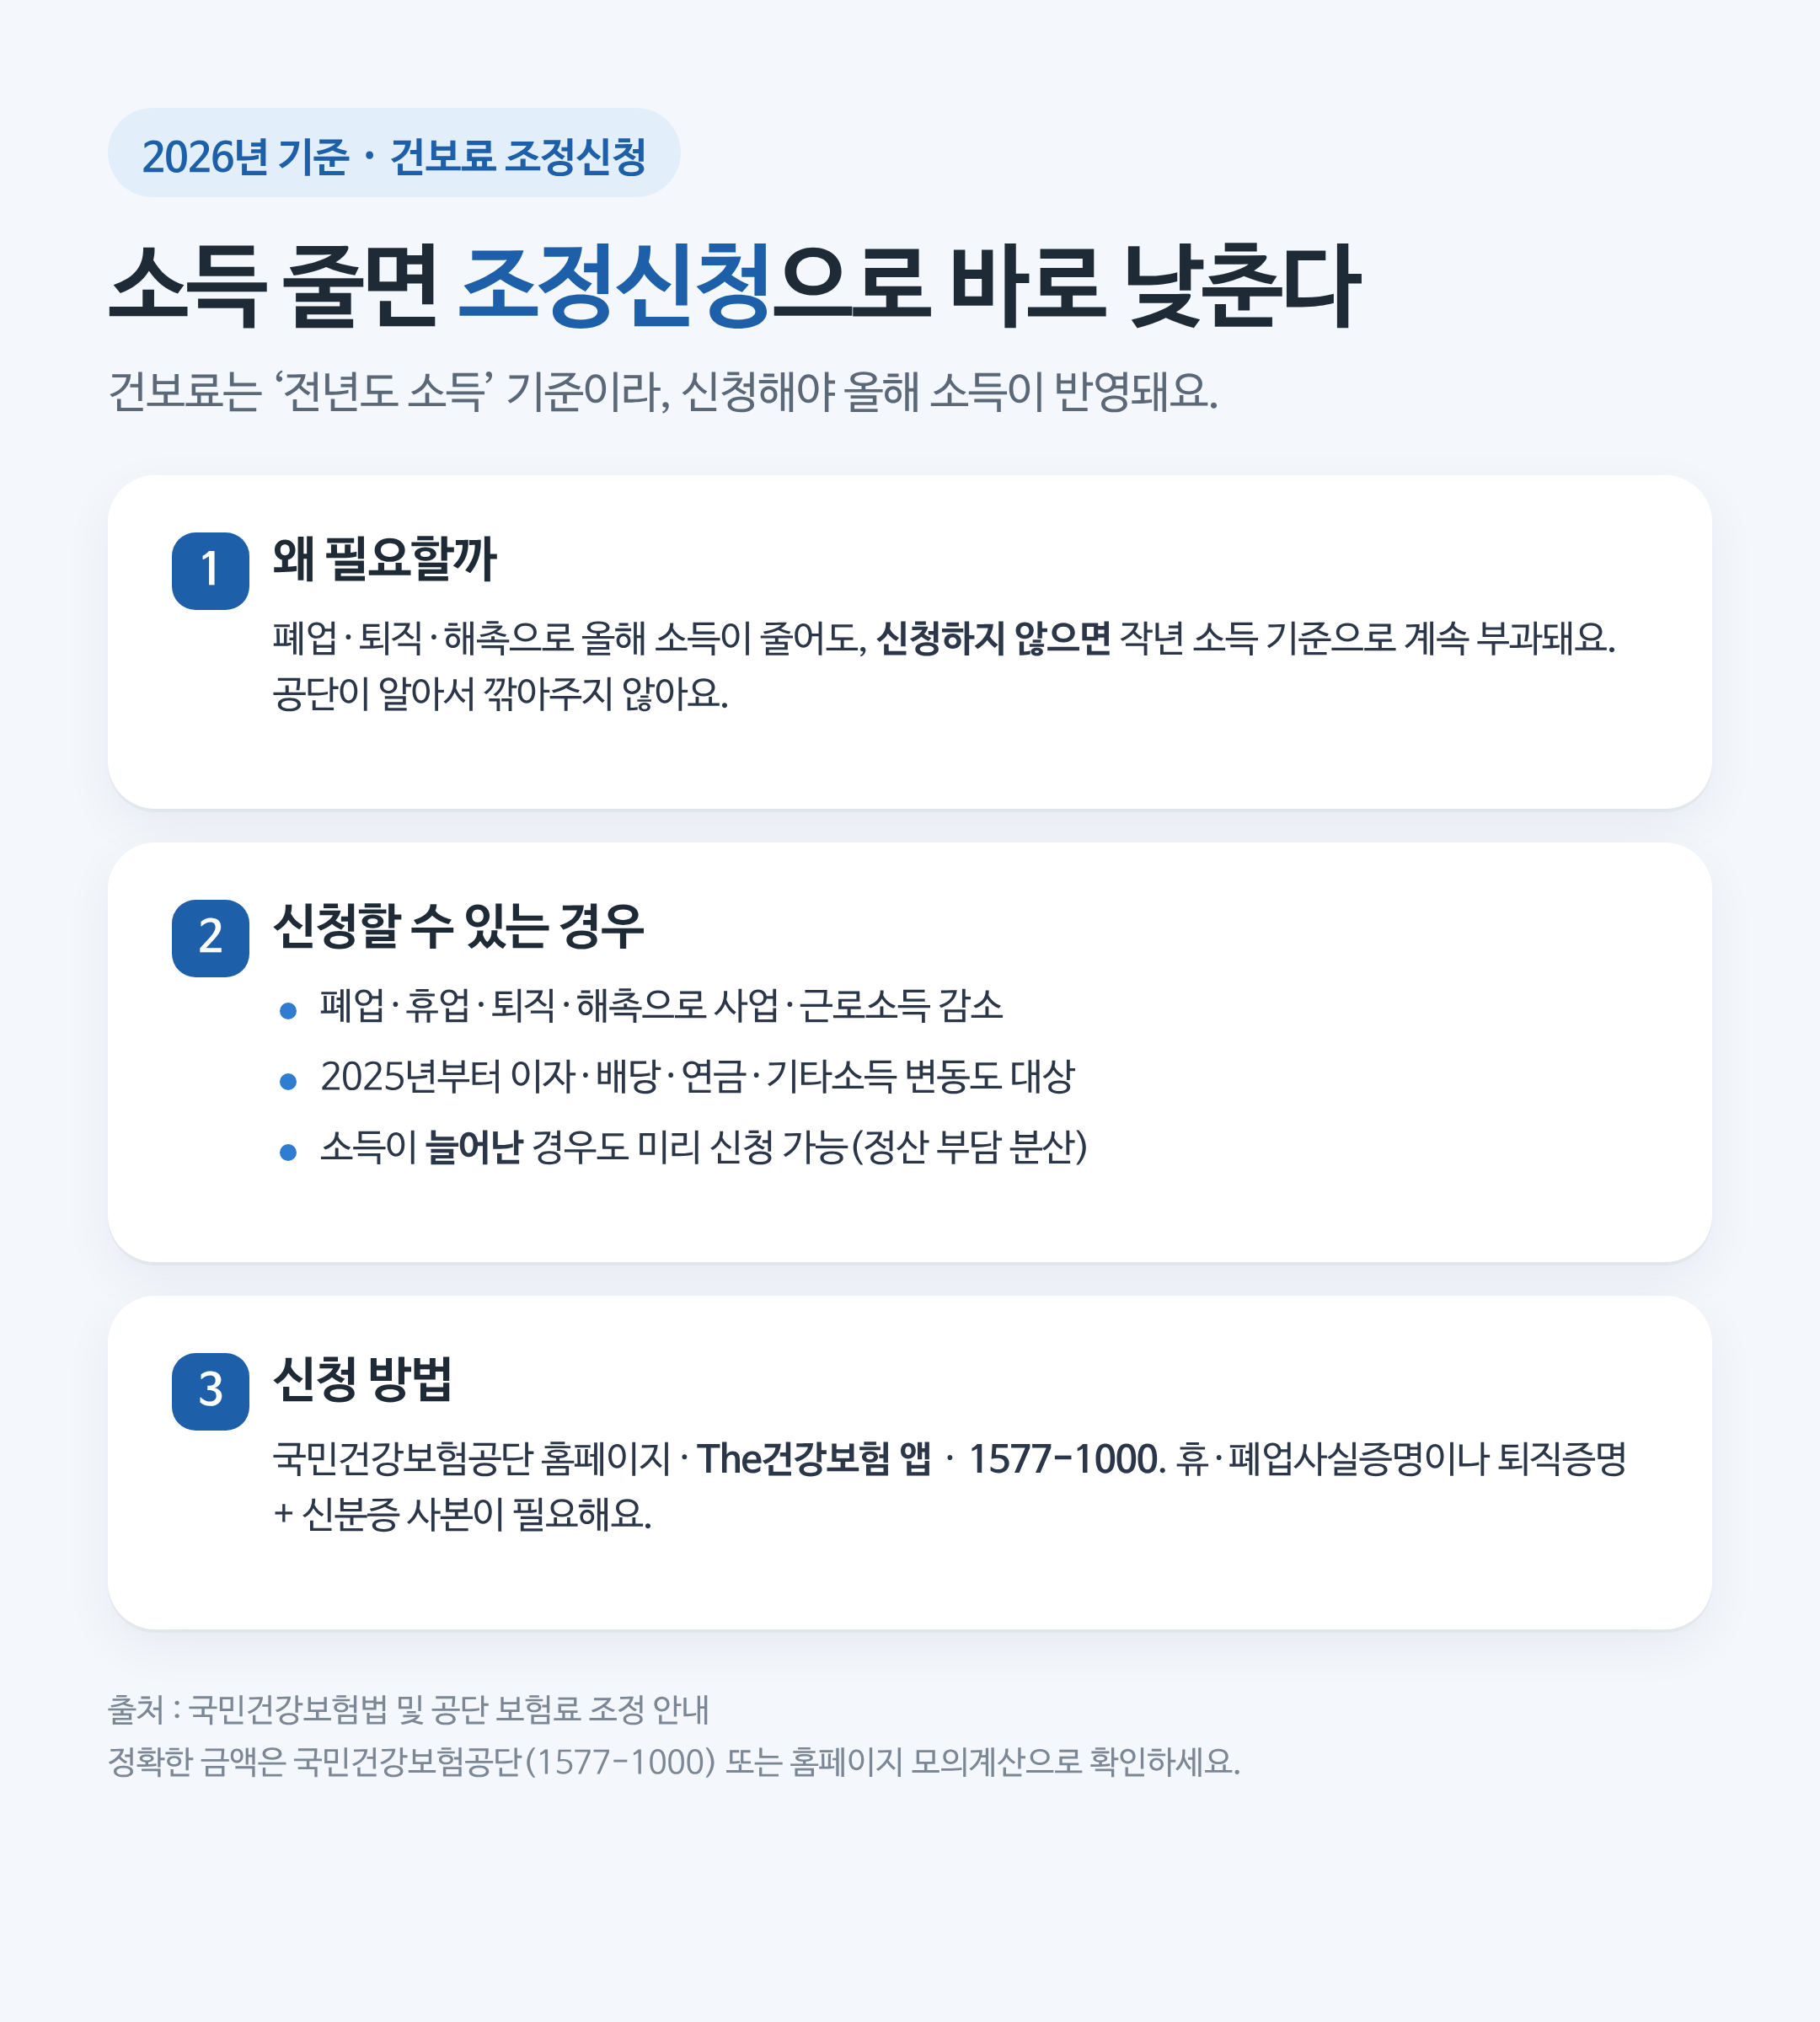 2026년 기준 · 건보료 조정신청
소득 줄면 조정신청으로 바로 낮춘다
건보료는 ‘전년도 소득’ 기준이라, 신청해야 올해 소득이 반영돼요.
1 왜 필요할까
폐업·퇴직·해촉으로 올해 소득이 줄어도, 신청하지 않으면 작년 소득 기준으로 계속 부과돼요.
공단이 알아서 깎아주지 않아요.
2 신청할 수 있는 경우
● 폐업·휴업·퇴직·해촉으로 사업·근로소득 감소
● 2025년부터 이자·배당·연금·기타소득 변동도 대상
● 소득이 늘어난 경우도 미리 신청 가능(정산 부담 분산)
3 신청 방법
국민건강보험공단 홈페이지 · The건강보험 앱 · 1577-1000. 휴·폐업사실증명이나 퇴직증명
+ 신분증 사본이 필요해요.
출처 : 국민건강보험법 및 공단 보험료 조정 안내
정확한 금액은 국민건강보험공단(1577-1000) 또는 홈페이지 모의계산으로 확인하세요.